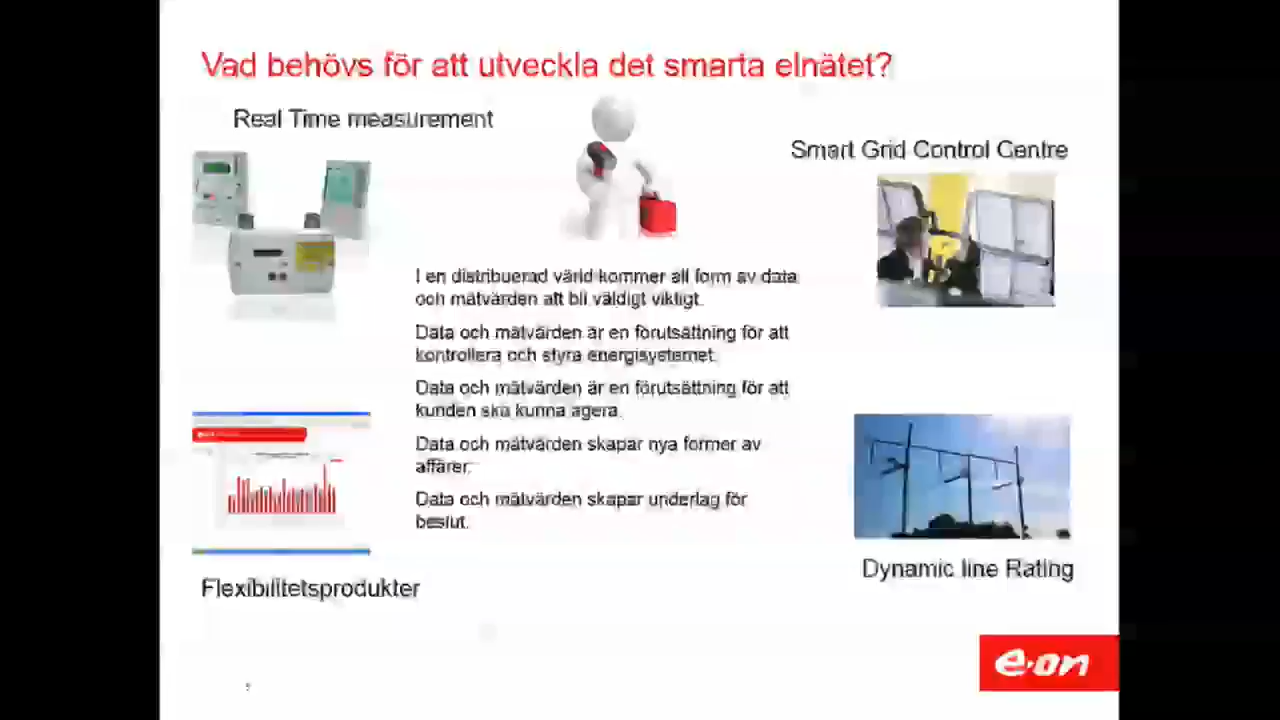 Vad behövs för att utveckla det smarta elnätet?
Real Time measurement
Smart Grid Control Centre
I en distribuerad värld kommer all form av data
och mätvärden att bli väldigt viktigt.
Data och mätvärden är en förutsättning för att
kontrollera och styra energisystemet.
Data och mätvärden är en förutsättning för att
kunden ska kunna agera.
Data och mätvärden skapar nya former av
affärer.
Data och mätvärden skapar underlag för
beslut.
Flexibilitetsprodukter
Dynamic line Rating
e·on